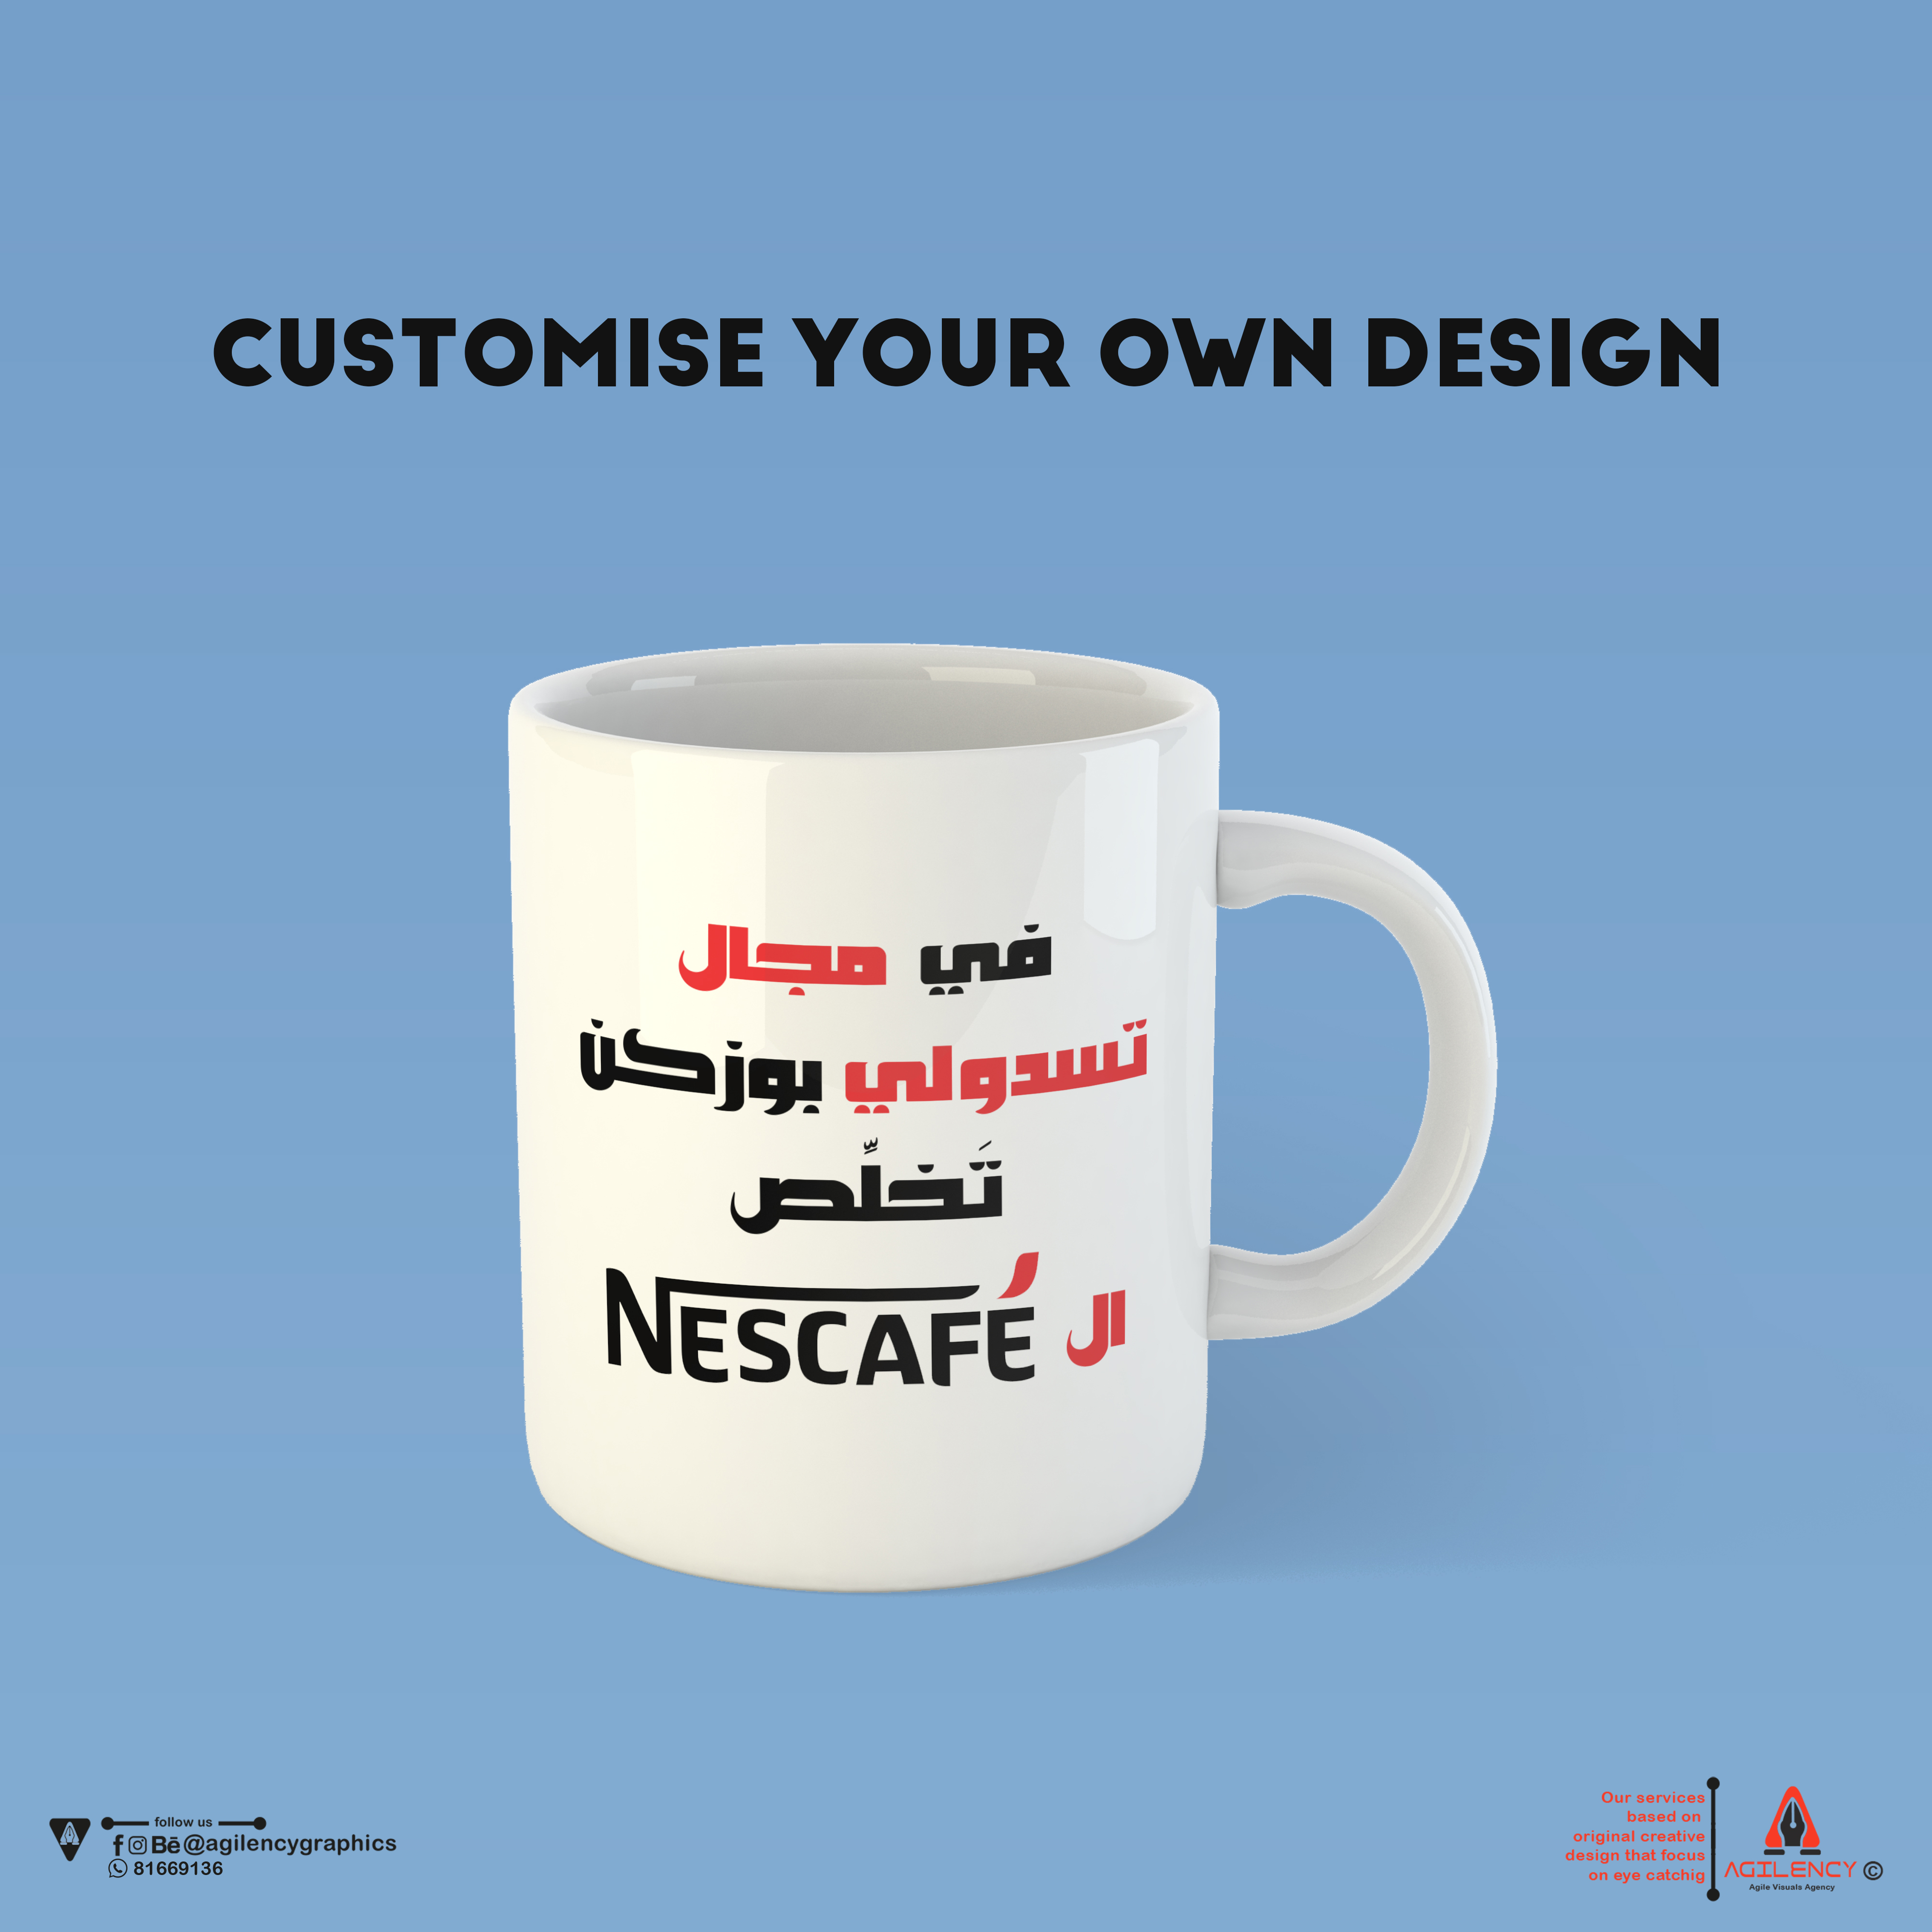 CUSTOMISE YOUR OWN DESIGN
في مجال
تسدولي بوزكن
تَخلِّص
ال NESCAFÉ
follow us
Bē@agilencygraphics
81669136
Our services
based on
original creative
design that focus
on eye catchig
AGILENCY ©
Agile Visuals Agency